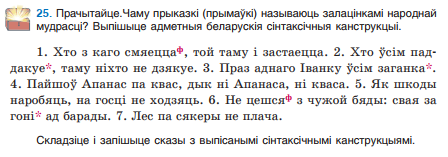 25. Прачытайце.Чаму прыказкі (прымаўкі) называюць залацінкамі народнай
мудрасці? Выпішыце адметныя беларускія сінтаксічныя канструкцыі.
1. Хто з каго смяецца ф, той таму і застаецца. 2. Хто ўсім пад-
дакуе*, таму ніхто не дзякуе. 3. Праз аднаго Іванку ўсім заганка*.
4. Пайшоў Апанас па квас, дык ні Апанаса, ні кваса. 5. Як шкоды
наробяць, на госці не ходзяць. 6. Не цешся ф з чужой бяды: свая за
гоні* ад барады. 7. Лес па сякеры не плача.
Складзіце і запішыце сказы з выпісанымі сінтаксічнымі канструкцыямі.